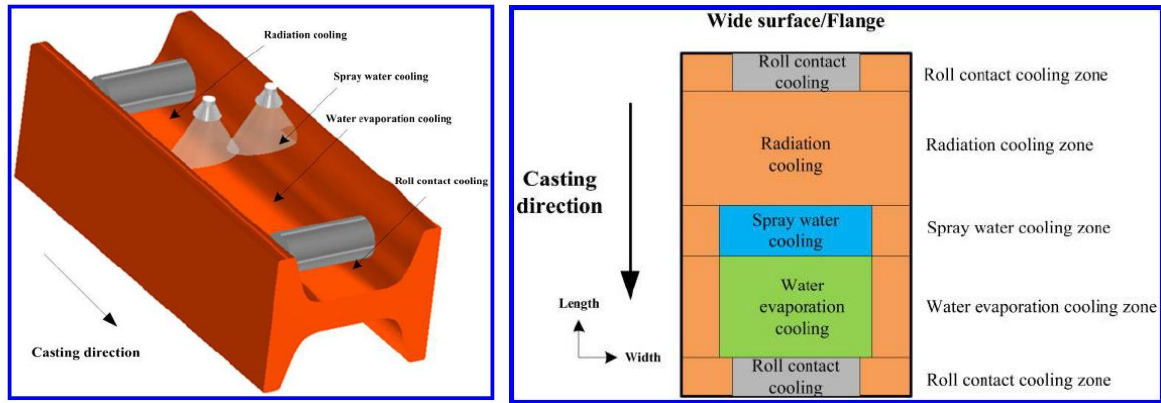 Radiation cooling
Spray water cooling
Water evaporation cooling
Roll contact cooling
Casting direction
Wide surface/Flange
Roll contact
cooling
Roll contact cooling zone
Radiation
cooling
Radiation cooling zone
Casting
direction
Spray water
cooling
Spray water cooling zone
Water
evaporation
cooling
Water evaporation cooling zone
Length
Width
Roll contact
cooling
Roll contact cooling zone